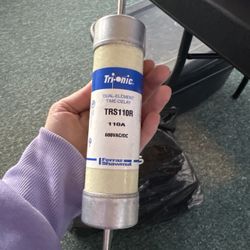 Tri-onic
DUAL-ELEMENT
TIME-DELAY
TRS110R
110A
600VAC/DC
Ferraz
Shawmut